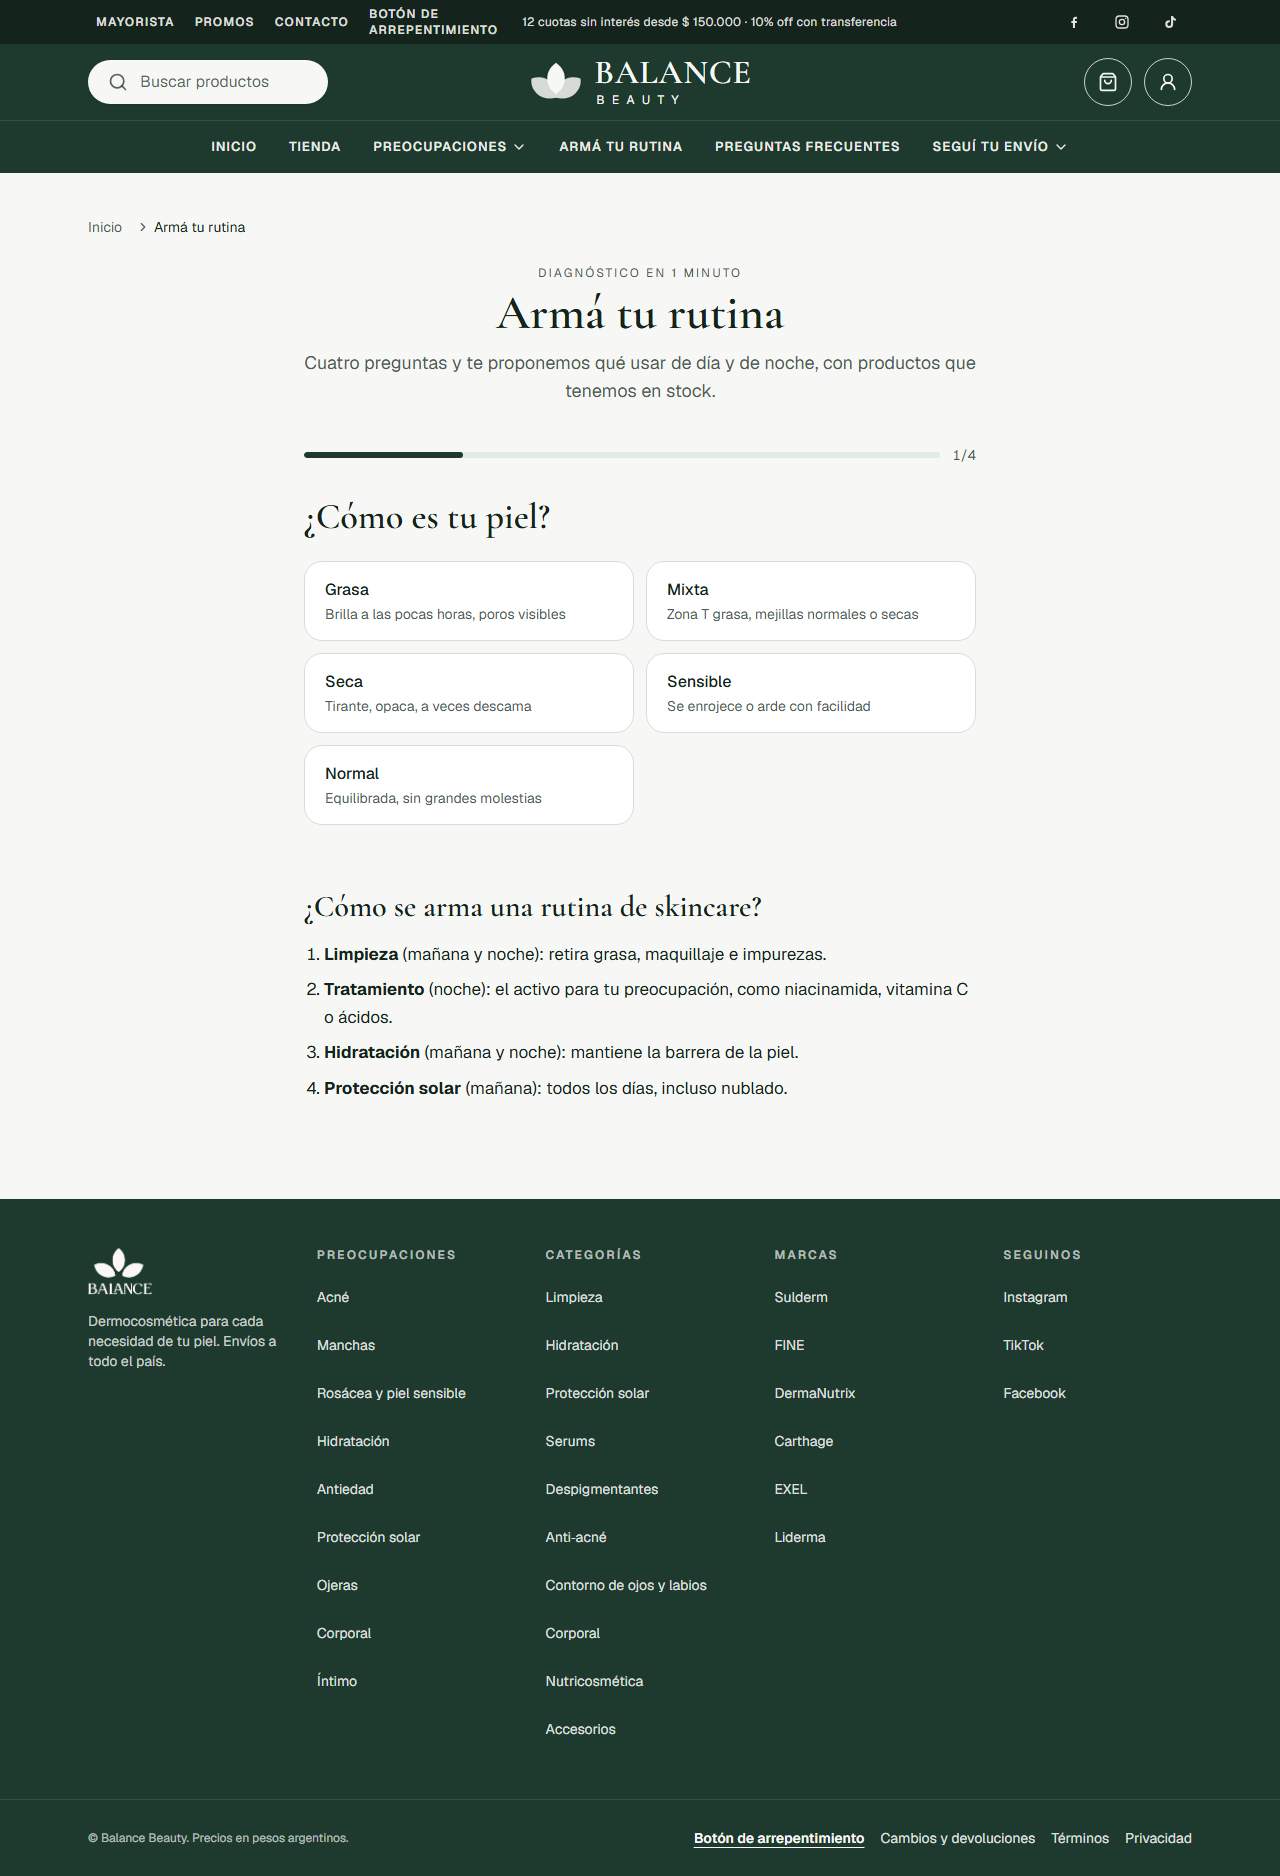 MAYORISTA
PROMOS
CONTACTO
BOTÓN DE
ARREPENTIMIENTO
12 cuotas sin interés desde $ 150.000 · 10% off con transferencia
Buscar productos
BALANCE
BEAUTY
INICIO
TIENDA
PREOCUPACIONES
ARMÁ TU RUTINA
PREGUNTAS FRECUENTES
SEGUÍ TU ENVÍO
Inicio > Armá tu rutina
DIAGNÓSTICO EN 1 MINUTO
Armá tu rutina
Cuatro preguntas y te proponemos qué usar de día y de noche, con productos que
tenemos en stock.
1/4
¿Cómo es tu piel?
Grasa
Brilla a las pocas horas, poros visibles
Mixta
Zona T grasa, mejillas normales o secas
Seca
Tirante, opaca, a veces descama
Sensible
Se enrojece o arde con facilidad
Normal
Equilibrada, sin grandes molestias
¿Cómo se arma una rutina de skincare?
1. Limpieza (mañana y noche): retira grasa, maquillaje e impurezas.
2. Tratamiento (noche): el activo para tu preocupación, como niacinamida, vitamina C
o ácidos.
3. Hidratación (mañana y noche): mantiene la barrera de la piel.
4. Protección solar (mañana): todos los días, incluso nublado.
BALANCE
Dermocosmética para cada
necesidad de tu piel. Envíos a
todo el país.
PREOCUPACIONES
Acné
Manchas
Rosácea y piel sensible
Hidratación
Antiedad
Protección solar
Ojeras
Corporal
Íntimo
CATEGORÍAS
Limpieza
Hidratación
Protección solar
Serums
Despigmentantes
Anti-acné
Contorno de ojos y labios
Corporal
Nutricosmética
Accesorios
MARCAS
Sulderm
FINE
DermaNutrix
Carthage
EXEL
Liderma
SEGUINOS
Instagram
TikTok
Facebook
© Balance Beauty. Precios en pesos argentinos.
Botón de arrepentimiento
Cambios y devoluciones
Términos
Privacidad